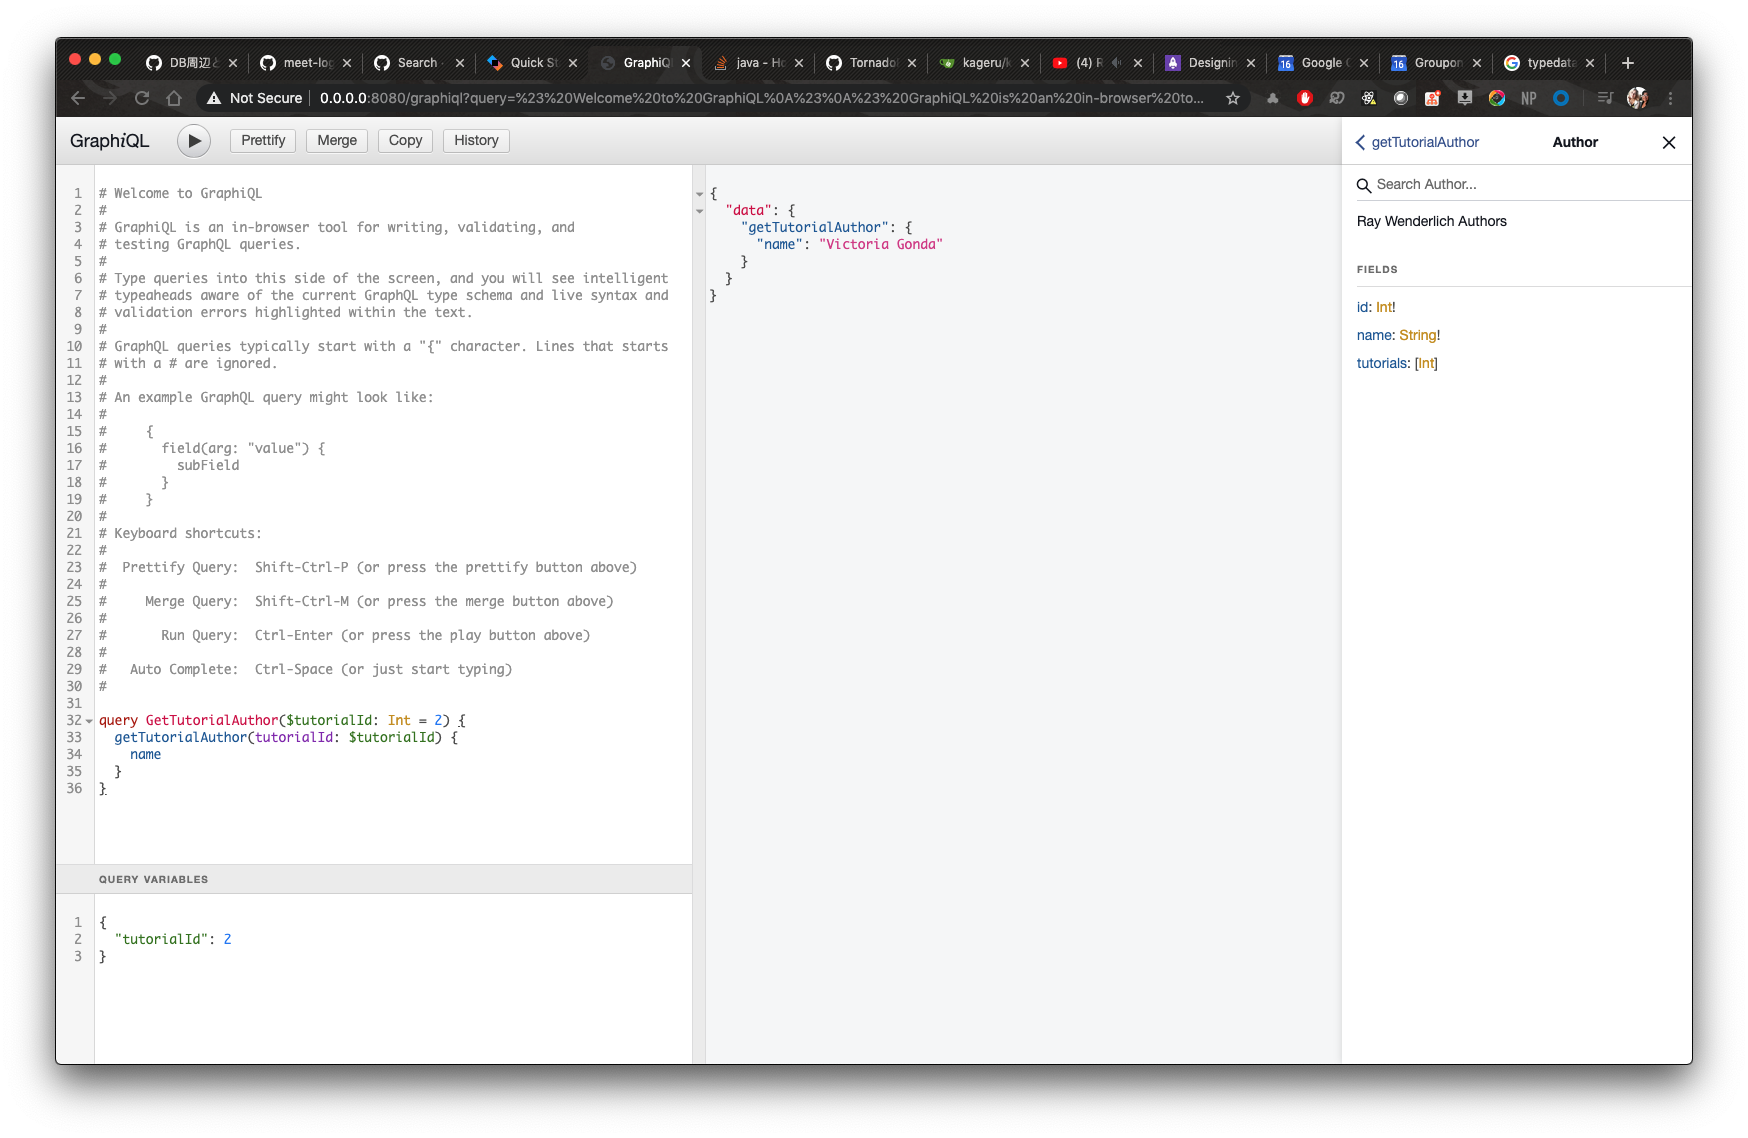 DB周辺と
meet-log
Search
Quick St
GraphiQ
java - Ho
Tornado
kageru/k
(4) R
Designin
Google C
Groupon
typedata
Not Secure
0.0.0.0:8080/graphiql?query=%23%20Welcome%20to%20GraphiQL%0A%23%0A%23%20GraphiQL%20is%20an%20in-browser%20to...
NP
GraphiQL
Prettify
Merge
Copy
History
1 # Welcome to GraphiQL
2 #
3 # GraphiQL is an in-browser tool for writing, validating, and
4 # testing GraphQL queries.
5 #
6 # Type queries into this side of the screen, and you will see intelligent
7 # typeaheads aware of the current GraphQL type schema and live syntax and
8 # validation errors highlighted within the text.
9 #
10 # GraphQL queries typically start with a "{" character. Lines that starts
11 # with a # are ignored.
12 #
13 # An example GraphQL query might look like:
14 #
15 #     {
16 #       field(arg: "value") {
17 #         subField
18 #       }
19 #     }
20 #
21 # Keyboard shortcuts:
22 #
23 #  Prettify Query:  Shift-Ctrl-P (or press the prettify button above)
24 #
25 #     Merge Query:  Shift-Ctrl-M (or press the merge button above)
26 #
27 #       Run Query:  Ctrl-Enter (or press the play button above)
28 #
29 #   Auto Complete:  Ctrl-Space (or just start typing)
30 #
31
32 query GetTutorialAuthor($tutorialId: Int = 2) {
33   getTutorialAuthor(tutorialId: $tutorialId) {
34     name
35   }
36 }
QUERY VARIABLES
1 {
2   "tutorialId": 2
3 }
{
  "data": {
    "getTutorialAuthor": {
      "name": "Victoria Gonda"
    }
  }
}
getTutorialAuthor
Author
Search Author...
Ray Wenderlich Authors
FIELDS
id: Int!
name: String!
tutorials: [Int]